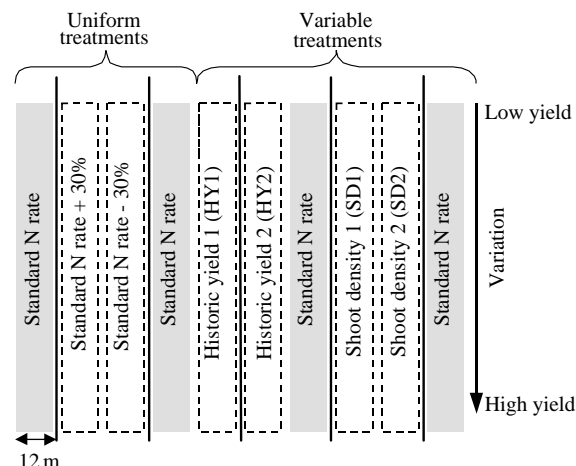 Uniform
treatments
Variable
treatments
Standard N rate
Standard N rate + 30%
Standard N rate - 30%
Standard N rate
Historic yield 1 (HY1)
Historic yield 2 (HY2)
Standard N rate
Shoot density 1 (SD1)
Shoot density 2 (SD2)
Standard N rate
Low yield
Variation
High yield
12 m